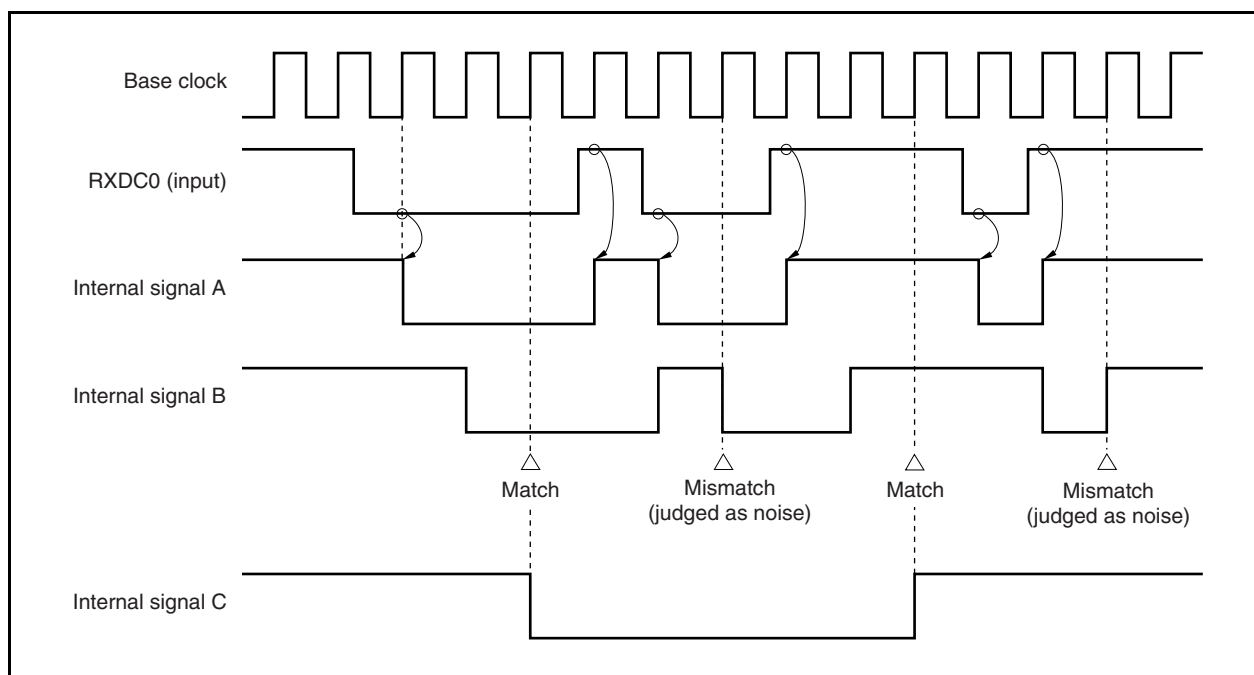 Base clock
RXDC0 (input)
Internal signal A
Internal signal B
Match
Mismatch
(judged as noise)
Match
Mismatch
(judged as noise)
Internal signal C